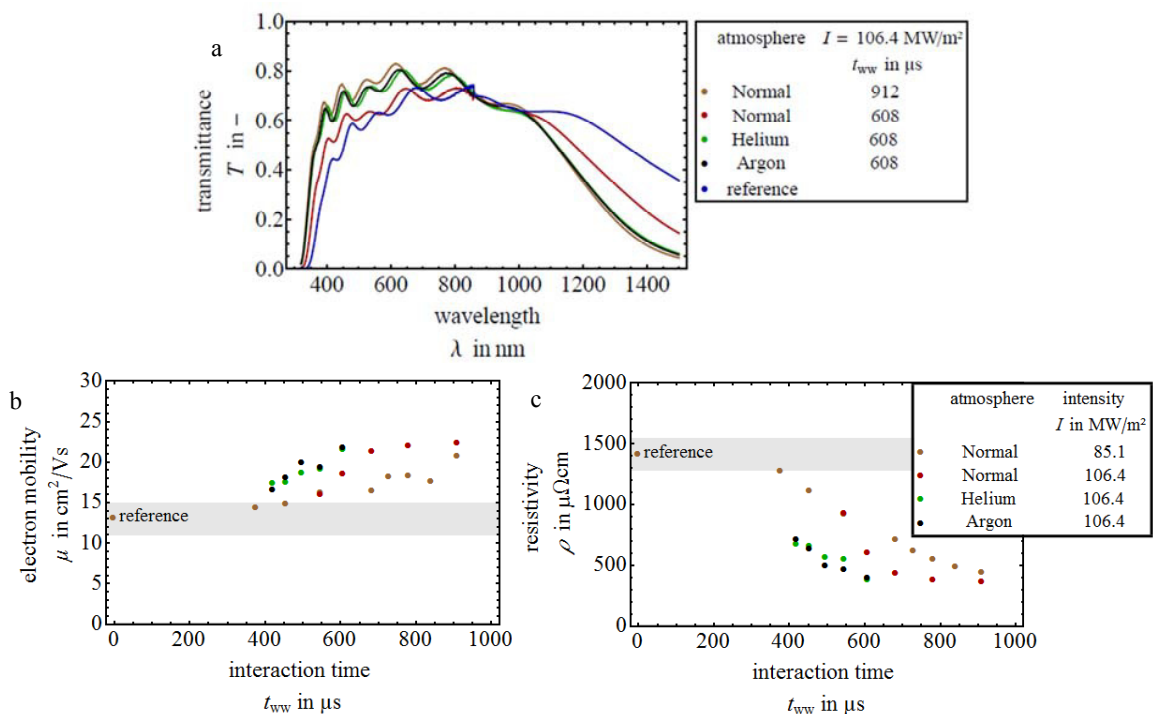 a
transmittance
T in −
0.0
0.2
0.4
0.6
0.8
1.0
400 600 800 1000 1200 1400
wavelength
λ in nm
atmosphere I = 106.4 MW/m²
tww in µs
Normal 912
Normal 608
Helium 608
Argon 608
reference
b
electron mobility
μ in cm²/Vs
30
25
20
15
10
5
0
reference
0 200 400 600 800 1000
interaction time
tww in µs
c
resistivity
ρ in µΩcm
2000
1500
1000
500
0
reference
0 200 400 600 800 1000
interaction time
tww in µs
atmosphere intensity
I in MW/m²
Normal 85.1
Normal 106.4
Helium 106.4
Argon 106.4